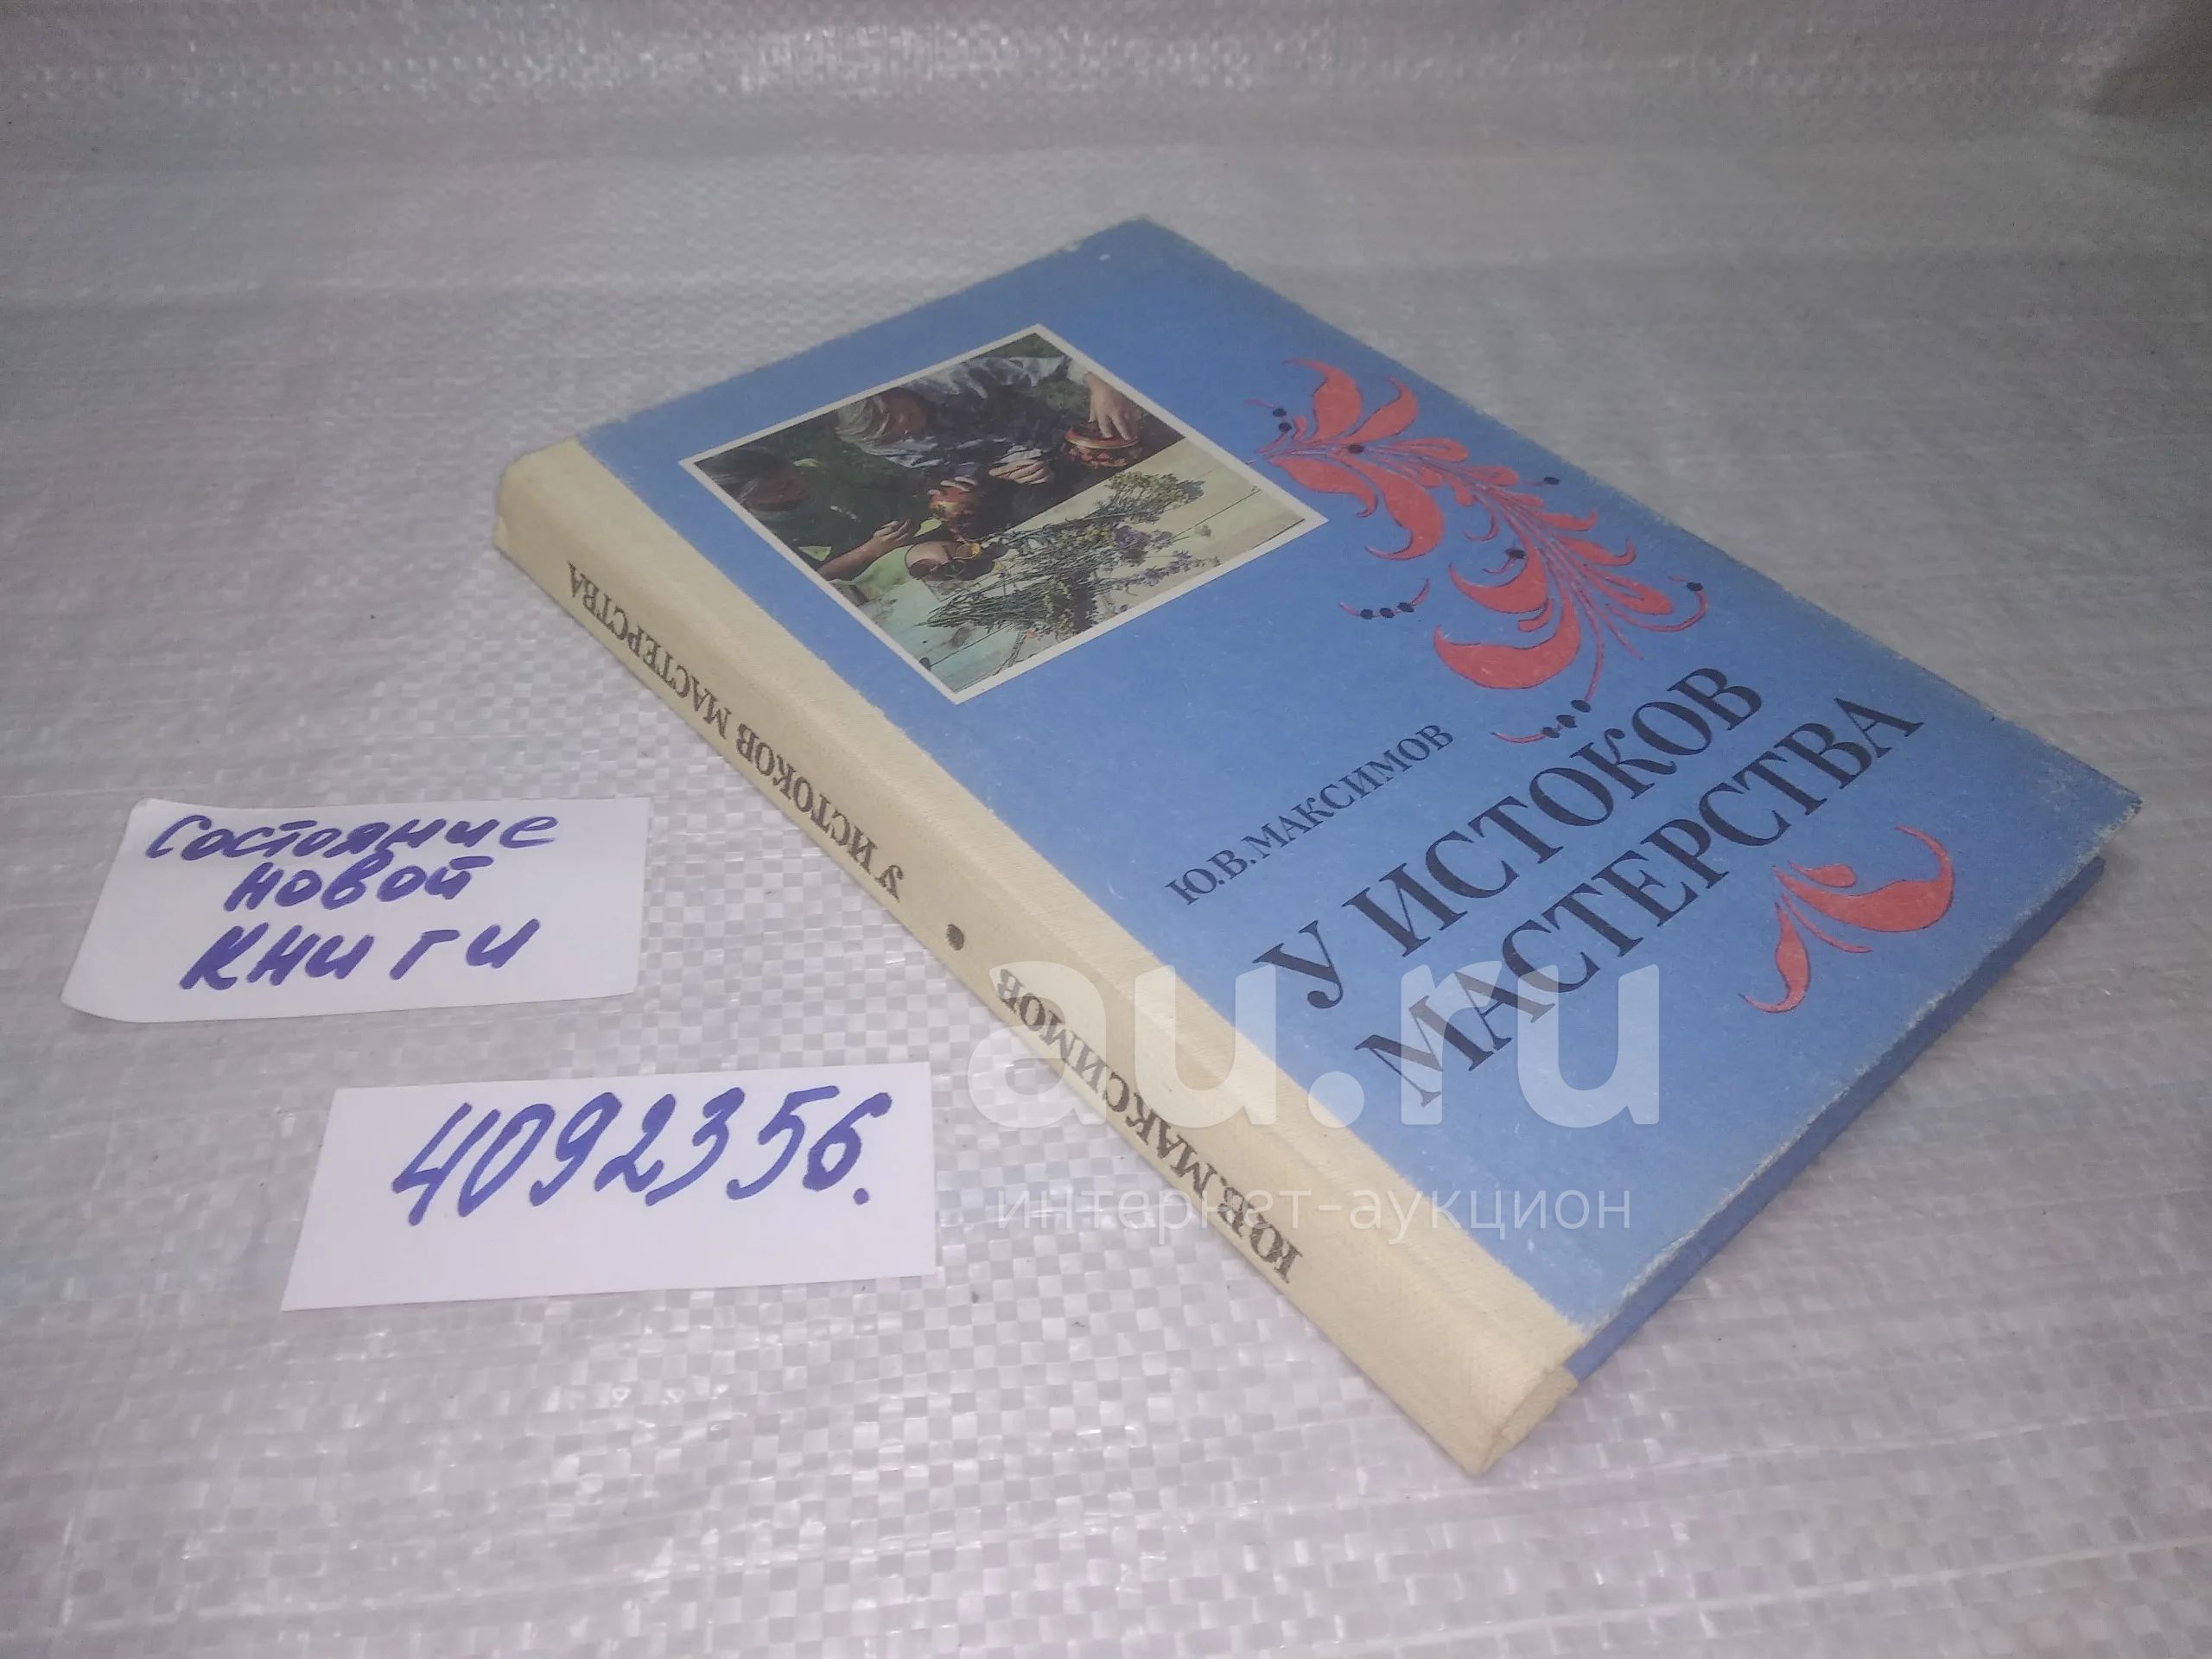 Ю.В.МАКСИМОВ
У ИСТОКОВ
МАСТЕРСТВА
Ю.В.МАКСИМОВ • У ИСТОКОВ МАСТЕРСТВА
Состояние
новой
книги
4092356.
au.ru
интернет-аукцион